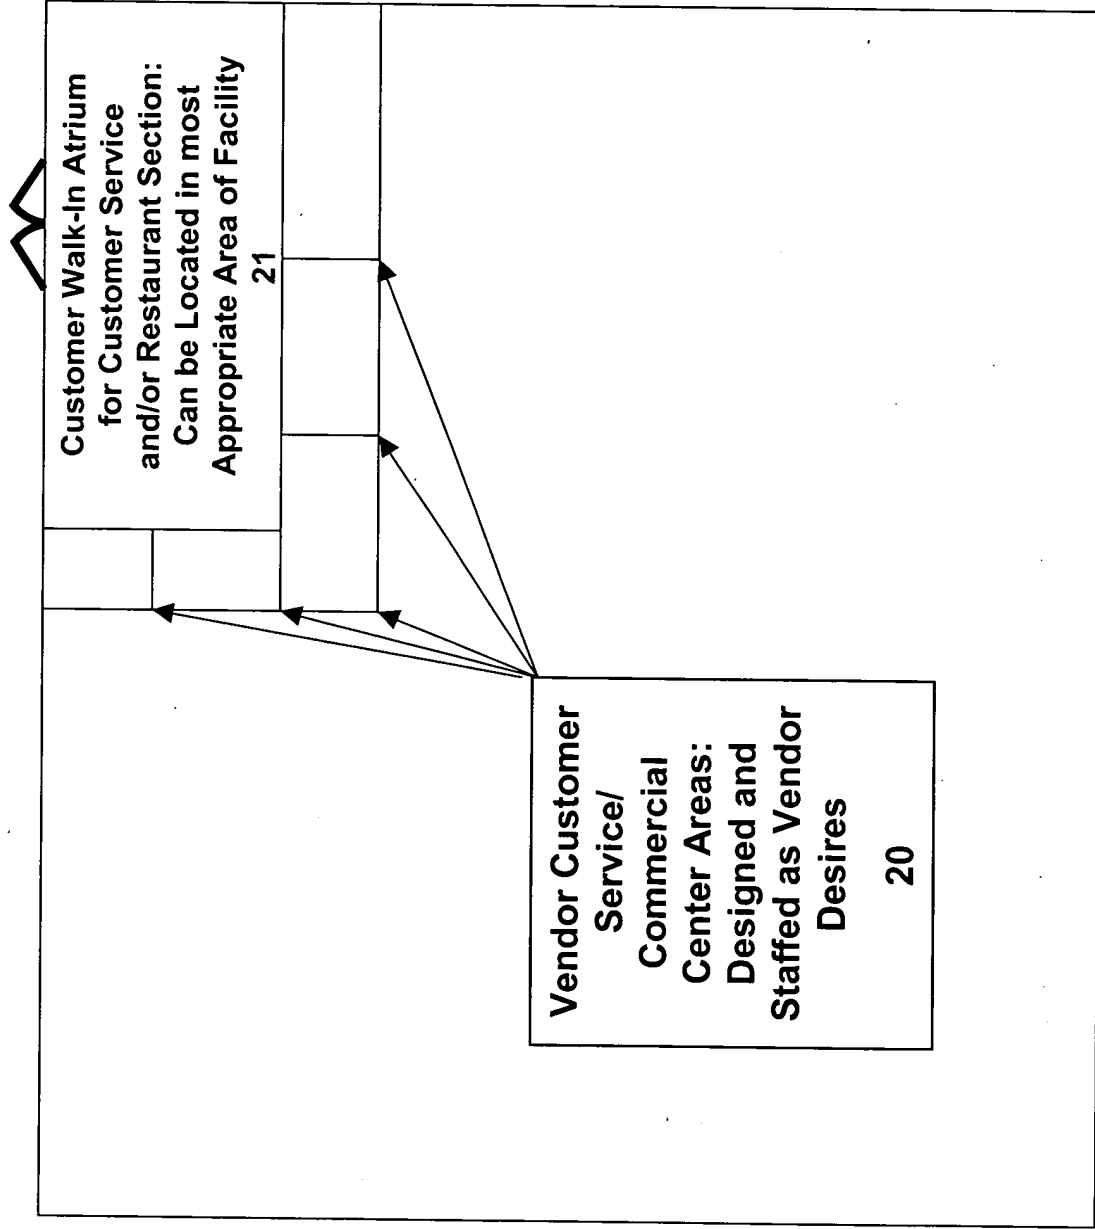 Customer Walk-In Atrium
for Customer Service
and/or Restaurant Section:
Can be Located in most
Appropriate Area of Facility
21
Vendor Customer
Service/
Commercial
Center Areas:
Designed and
Staffed as Vendor
Desires
20